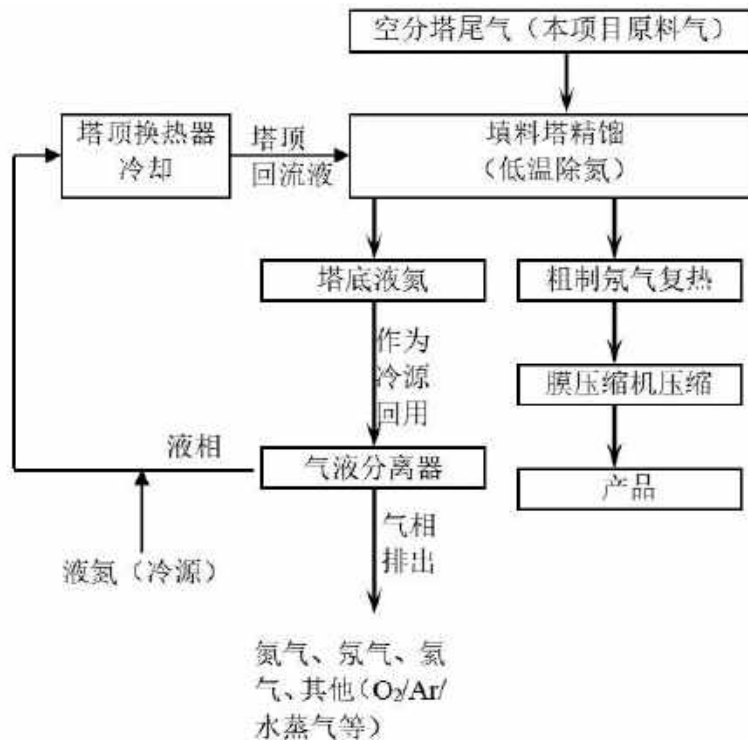 空分塔尾气（本项目原料气）
塔顶换热器
冷却
塔顶
回流液
填料塔精馏
（低温除氮）
塔底液氮
粗制氖气复热
作为
冷源
回用
膜压缩机压缩
液相
气液分离器
产品
液氮（冷源）
气相
排出
氮气、氖气、氦
气、其他（O₂/Ar/
水蒸气等）